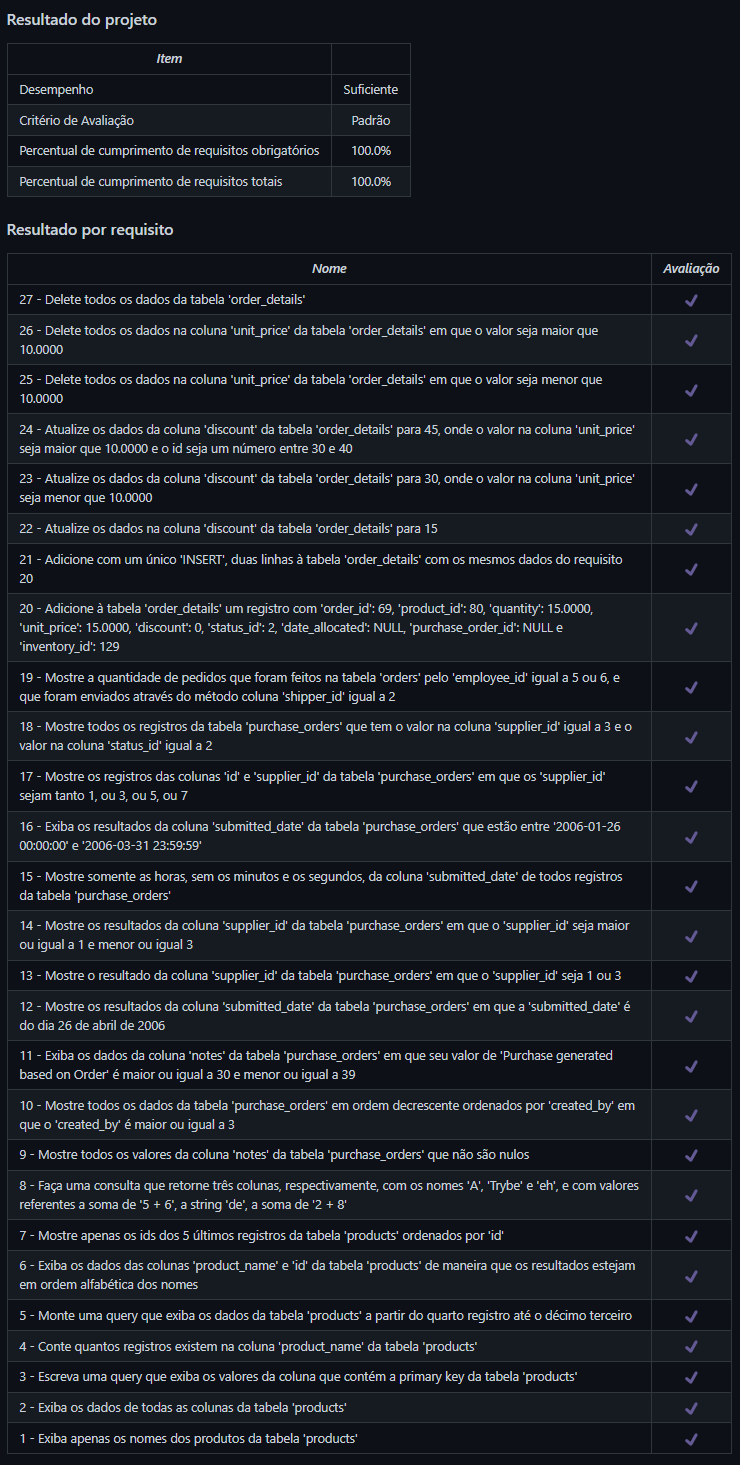 Resultado do projeto
Item
Desempenho Suficiente
Critério de Avaliação Padrão
Percentual de cumprimento de requisitos obrigatórios 100.0%
Percentual de cumprimento de requisitos totais 100.0%
Resultado por requisito
Nome Avaliação
27 - Delete todos os dados da tabela 'order_details'
26 - Delete todos os dados na coluna 'unit_price' da tabela 'order_details' em que o valor seja maior que
10.0000
25 - Delete todos os dados na coluna 'unit_price' da tabela 'order_details' em que o valor seja menor que
10.0000
24 - Atualize os dados da coluna 'discount' da tabela 'order_details' para 45, onde o valor na coluna 'unit_price'
seja maior que 10.0000 e o id seja um número entre 30 e 40
23 - Atualize os dados da coluna 'discount' da tabela 'order_details' para 30, onde o valor na coluna 'unit_price'
seja menor que 10.0000
22 - Atualize os dados na coluna 'discount' da tabela 'order_details' para 15
21 - Adicione com um único 'INSERT', duas linhas à tabela 'order_details' com os mesmos dados do requisito
20
20 - Adicione à tabela 'order_details' um registro com 'order_id': 69, 'product_id': 80, 'quantity': 15.0000,
'unit_price': 15.0000, 'discount': 0, 'status_id': 2, 'date_allocated': NULL, 'purchase_order_id': NULL e
'inventory_id': 129
19 - Mostre a quantidade de pedidos que foram feitos na tabela 'orders' pelo 'employee_id' igual a 5 ou 6, e
que foram enviados através do método coluna 'shipper_id' igual a 2
18 - Mostre todos os registros da tabela 'purchase_orders' que tem o valor na coluna 'supplier_id' igual a 3 e o
valor na coluna 'status_id' igual a 2
17 - Mostre os registros das colunas 'id' e 'supplier_id' da tabela 'purchase_orders' em que os 'supplier_id'
sejam tanto 1, ou 3, ou 5, ou 7
16 - Exiba os resultados da coluna 'submitted_date' da tabela 'purchase_orders' que estão entre '2006-01-26
00:00:00' e '2006-03-31 23:59:59'
15 - Mostre somente as horas, sem os minutos e os segundos, da coluna 'submitted_date' de todos registros
da tabela 'purchase_orders'
14 - Mostre os resultados da coluna 'supplier_id' da tabela 'purchase_orders' em que o 'supplier_id' seja maior
ou igual a 1 e menor ou igual 3
13 - Mostre o resultado da coluna 'supplier_id' da tabela 'purchase_orders' em que o 'supplier_id' seja 1 ou 3
12 - Mostre os resultados da coluna 'submitted_date' da tabela 'purchase_orders' em que a 'submitted_date' é
do dia 26 de abril de 2006
11 - Exiba os dados da coluna 'notes' da tabela 'purchase_orders' em que seu valor de 'Purchase generated
based on Order' é maior ou igual a 30 e menor ou igual a 39
10 - Mostre todos os dados da tabela 'purchase_orders' em ordem decrescente ordenados por 'created_by' em
que o 'created_by' é maior ou igual a 3
9 - Mostre todos os valores da coluna 'notes' da tabela 'purchase_orders' que não são nulos
8 - Faça uma consulta que retorne três colunas, respectivamente, com os nomes 'A', 'Trybe' e 'eh', e com valores
referentes a soma de '5 + 6', a string 'de', a soma de '2 + 8'
7 - Mostre apenas os ids dos 5 últimos registros da tabela 'products' ordenados por 'id'
6 - Exiba os dados das colunas 'product_name' e 'id' da tabela 'products' de maneira que os resultados estejam
em ordem alfabética dos nomes
5 - Monte uma query que exiba os dados da tabela 'products' a partir do quarto registro até o décimo terceiro
4 - Conte quantos registros existem na coluna 'product_name' da tabela 'products'
3 - Escreva uma query que exiba os valores da coluna que contém a primary key da tabela 'products'
2 - Exiba os dados de todas as colunas da tabela 'products'
1 - Exiba apenas os nomes dos produtos da tabela 'products'